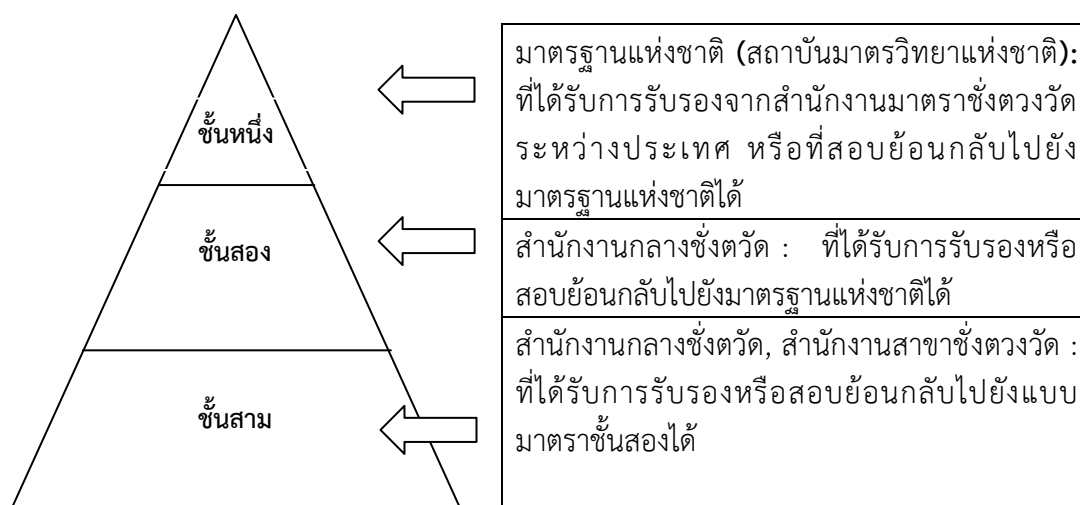 ชั้นหนึ่ง
ชั้นสอง
ชั้นสาม
มาตรฐานแห่งชาติ (สถาบันมาตรวิทยาแห่งชาติ):
ที่ได้รับการรับรองจากสำนักงานมาตราชั่งตวงวัด
ระหว่างประเทศ หรือที่สอบย้อนกลับไปยัง
มาตรฐานแห่งชาติได้
สำนักงานกลางชั่งตวัด : ที่ได้รับการรับรองหรือ
สอบย้อนกลับไปยังมาตรฐานแห่งชาติได้
สำนักงานกลางชั่งตวัด, สำนักงานสาขาชั่งตวงวัด :
ที่ได้รับการรับรองหรือสอบย้อนกลับไปยังแบบ
มาตราชั้นสองได้